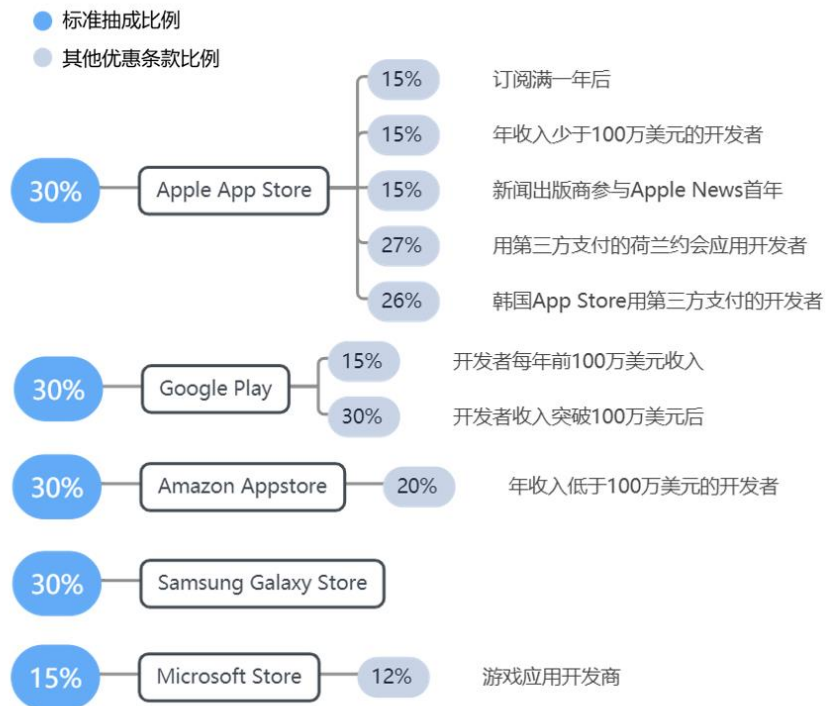 标准抽成比例
其他优惠条款比例
15% 订阅满一年后
15% 年收入少于100万美元的开发者
30% Apple App Store 15% 新闻出版商参与Apple News首年
27% 用第三方支付的荷兰约会应用开发者
26% 韩国App Store用第三方支付的开发者
15% 开发者每年前100万美元收入
30% Google Play
30% 开发者收入突破100万美元后
30% Amazon Appstore 20% 年收入低于100万美元的开发者
30% Samsung Galaxy Store
15% Microsoft Store 12% 游戏应用开发商